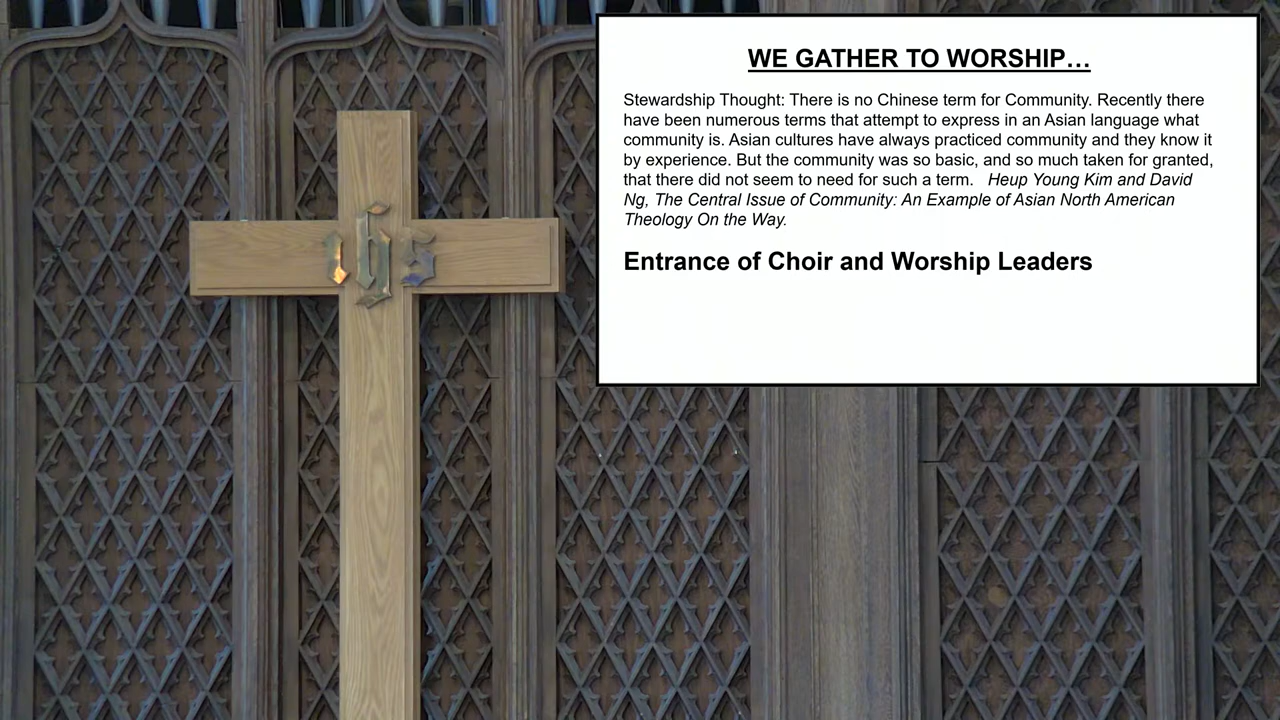 WE GATHER TO WORSHIP…
Stewardship Thought: There is no Chinese term for Community. Recently there
have been numerous terms that attempt to express in an Asian language what
community is. Asian cultures have always practiced community and they know it
by experience. But the community was so basic, and so much taken for granted,
that there did not seem to need for such a term. Heup Young Kim and David
Ng, The Central Issue of Community: An Example of Asian North American
Theology On the Way.
Entrance of Choir and Worship Leaders
ihs